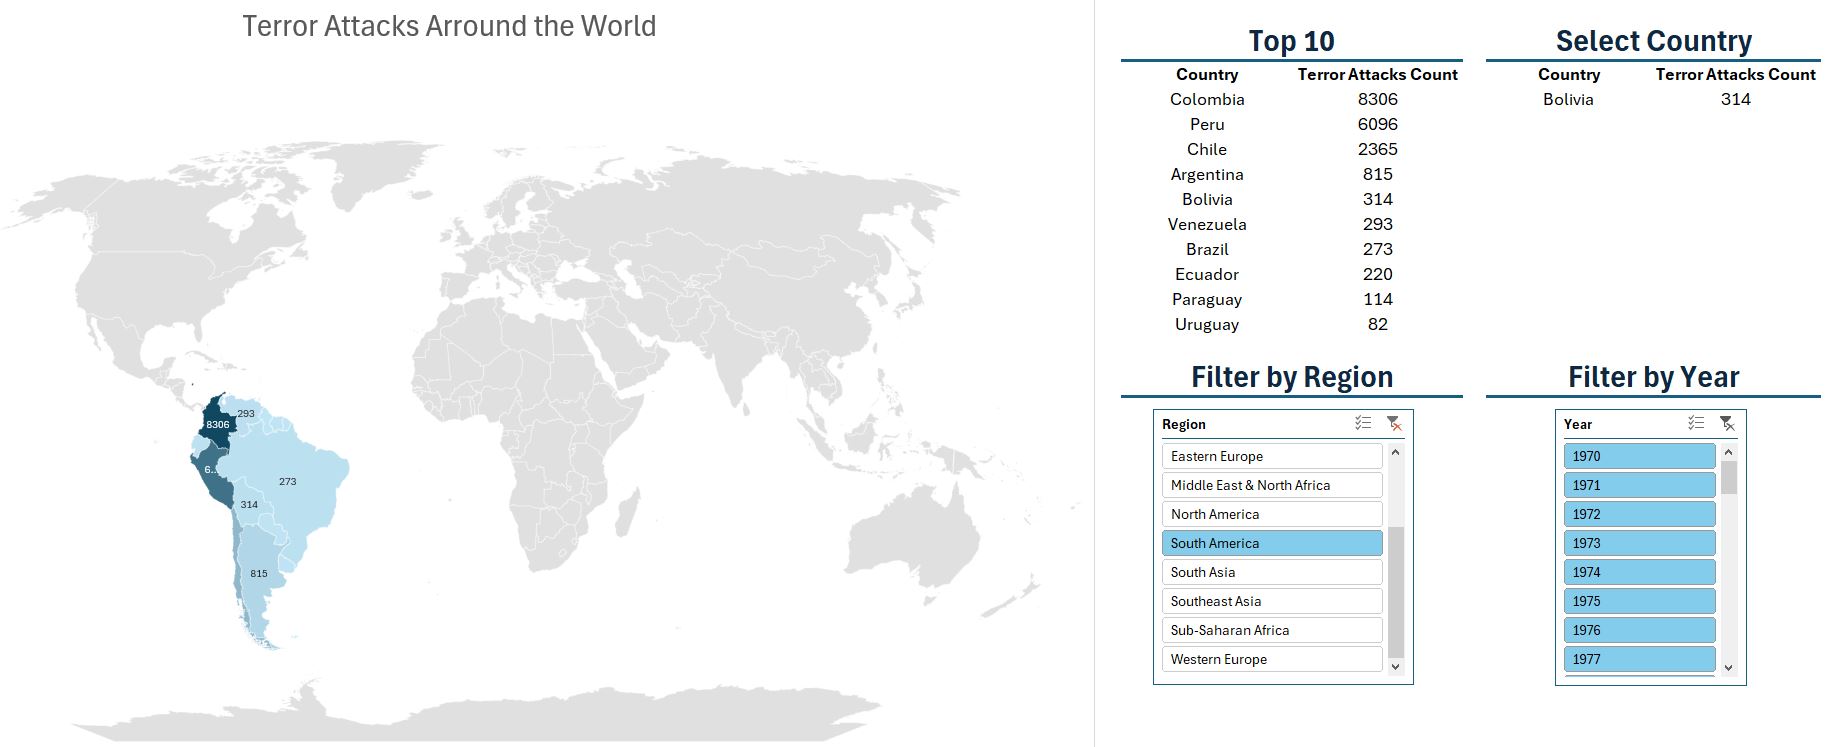 Terror Attacks Arround the World
293
8306
6...
273
314
815
Top 10
Country Terror Attacks Count
Colombia 8306
Peru 6096
Chile 2365
Argentina 815
Bolivia 314
Venezuela 293
Brazil 273
Ecuador 220
Paraguay 114
Uruguay 82
Select Country
Country Terror Attacks Count
Bolivia 314
Filter by Region
Region
Eastern Europe
Middle East & North Africa
North America
South America
South Asia
Southeast Asia
Sub-Saharan Africa
Western Europe
Filter by Year
Year
1970
1971
1972
1973
1974
1975
1976
1977